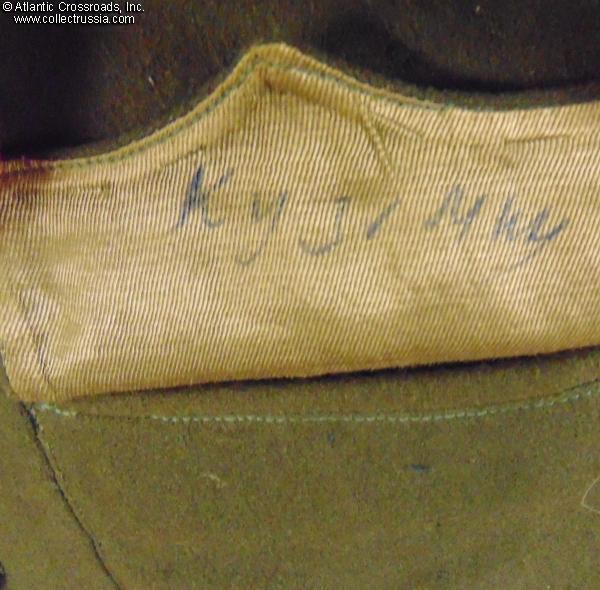 © Atlantic Crossroads, Inc.
www.collectrussia.com
Кузьмин